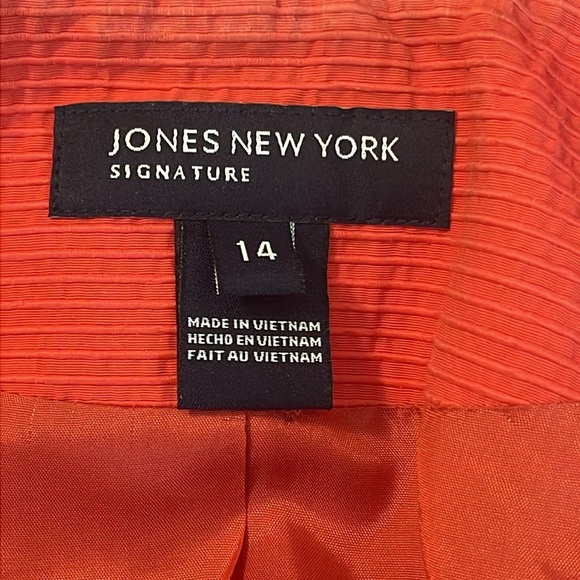 JONES NEW YORK
SIGNATURE
14
MADE IN VIETNAM
HECHO EN VIETNAM
FAIT AU VIETNAM